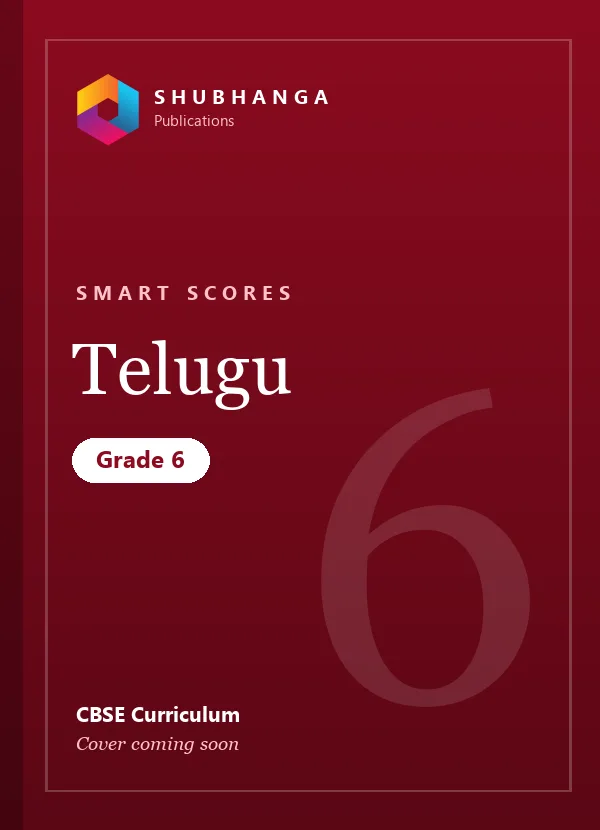 SHUBHANGA
Publications
SMART SCORES
Telugu
Grade 6
6
CBSE Curriculum
Cover coming soon